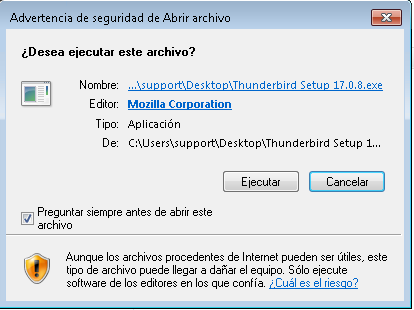 Advertencia de seguridad de Abrir archivo
¿Desea ejecutar este archivo?
Nombre: ...\support\Desktop\Thunderbird Setup 17.0.8.exe
Editor: Mozilla Corporation
Tipo: Aplicación
De: C:\Users\support\Desktop\Thunderbird Setup 1...
Ejecutar Cancelar
Preguntar siempre antes de abrir este
archivo
Aunque los archivos procedentes de Internet pueden ser útiles, este
tipo de archivo puede llegar a dañar el equipo. Sólo ejecute
software de los editores en los que confía. ¿Cuál es el riesgo?